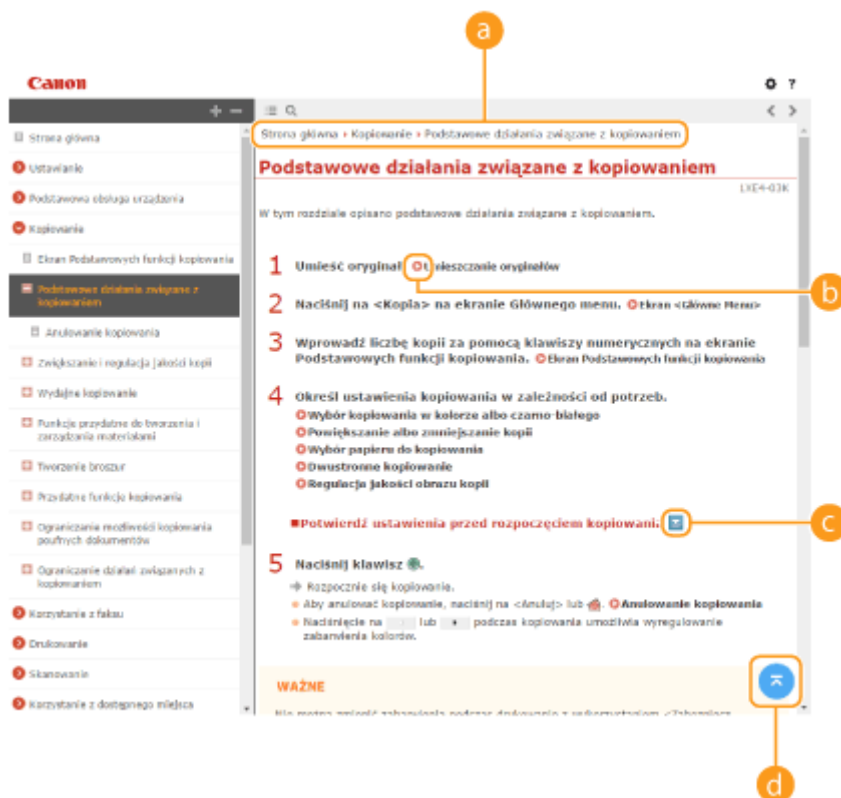 a
Canon
?
+ −
< >
Strona główna
Strona główna › Kopiowanie › Podstawowe działania związane z kopiowaniem
Ustawianie
Podstawowa obsługa urządzenia
Kopiowanie
Ekran Podstawowych funkcji kopiowania
Podstawowe działania związane z
kopiowaniem
Anulowanie kopiowania
Zwiększanie i regulacja jakości kopii
Wydajne kopiowanie
Funkcje przydatne do tworzenia i
zarządzania materiałami
Tworzenie broszur
Przydatne funkcje kopiowania
Ograniczanie możliwości kopiowania
poufnych dokumentów
Ograniczanie działań związanych z
kopiowaniem
Korzystanie z faksu
Drukowanie
Skanowanie
Korzystanie z dostępnego miejsca
Podstawowe działania związane z kopiowaniem
1XE4-03K
W tym rozdziale opisano podstawowe działania związane z kopiowaniem.
1 Umieść oryginał. Umieszczanie oryginałów
b
2 Naciśnij na <Kopia> na ekranie Głównego menu. Ekran <Główne Menu>
3 Wprowadź liczbę kopii za pomocą klawiszy numerycznych na ekranie
Podstawowych funkcji kopiowania. Ekran Podstawowych funkcji kopiowania
4 Określ ustawienia kopiowania w zależności od potrzeb.
Wybór kopiowania w kolorze albo czarno-białego
Powiększanie albo zmniejszanie kopii
Wybór papieru do kopiowania
Dwustronne kopiowanie
Regulacja jakości obrazu kopii
Potwierdź ustawienia przed rozpoczęciem kopiowani.
c
5 Naciśnij klawisz .
Rozpocznie się kopiowanie.
Aby anulować kopiowanie, naciśnij na <Anuluj> lub . Anulowanie kopiowania
Naciśnięcie na lub podczas kopiowania umożliwia wyregulowanie
zabarwienia kolorów.
WAŻNE
d